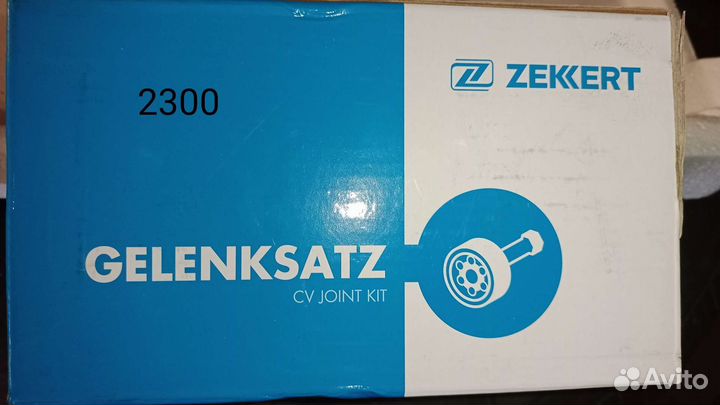 2300
ZEKKERT
GELENKSATZ
CV JOINT KIT
Avito